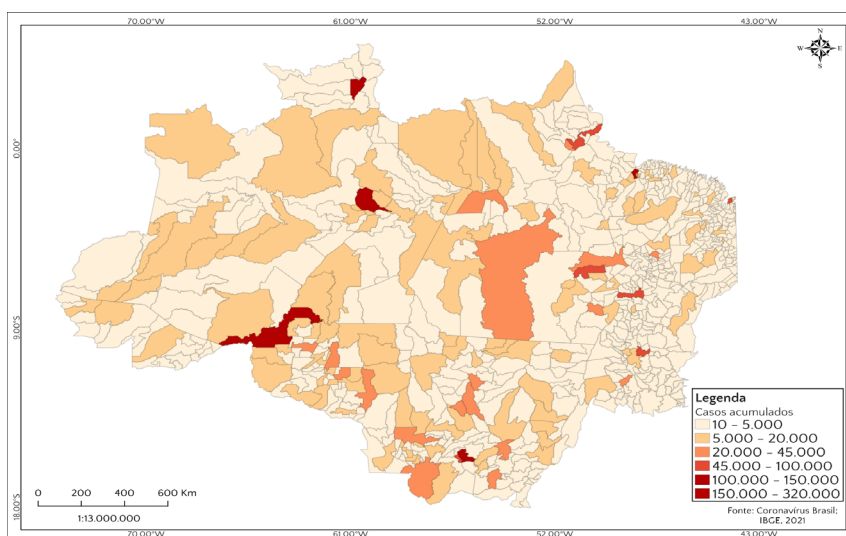 70.00°W 61.00°W 52.00°W 43.00°W
N
W E
S
0.00°
9.00°S
18.00°S
Legenda
Casos acumulados
10 - 5.000
5.000 - 20.000
20.000 - 45.000
45.000 - 100.000
100.000 - 150.000
150.000 - 320.000
0 200 400 600 Km
1:13.000.000
Fonte: Coronavírus Brasil;
IBGE, 2021
70.00°W 61.00°W 52.00°W 43.00°W